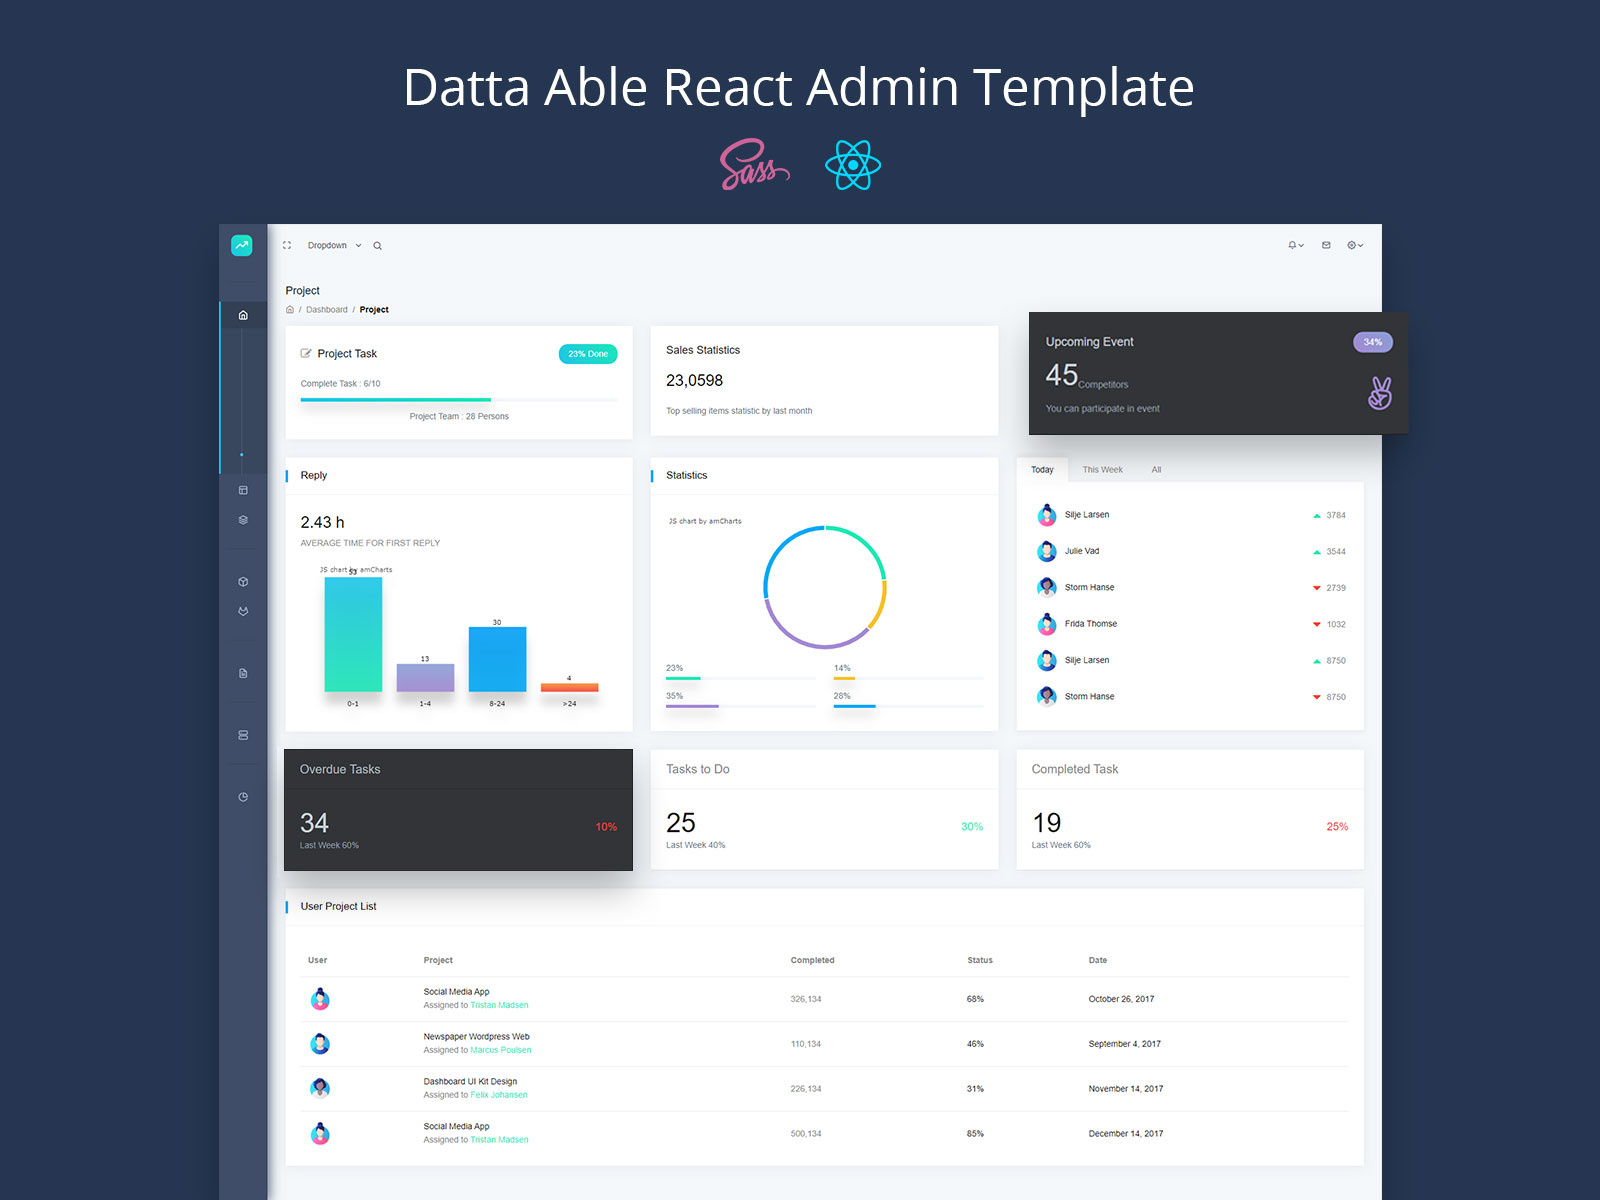 Datta Able React Admin Template
Sass
Dropdown
Project
/ Dashboard / Project
Project Task
23% Done
Complete Task : 6/10
Project Team : 28 Persons
Sales Statistics
23,0598
Top selling items statistic by last month
Upcoming Event
34%
45 Competitors
You can participate in event
Reply
2.43 h
AVERAGE TIME FOR FIRST REPLY
JS chart by amCharts
53
13
30
4
0-1
1-4
8-24
>24
Statistics
JS chart by amCharts
23%
14%
35%
28%
Today
This Week
All
Silje Larsen 3784
Julie Vad 3544
Storm Hanse 2739
Frida Thomse 1032
Silje Larsen 8750
Storm Hanse 8750
Overdue Tasks
34
10%
Last Week 60%
Tasks to Do
25
30%
Last Week 40%
Completed Task
19
25%
Last Week 60%
User Project List
User Project Completed Status Date
Social Media App
Assigned to Tristan Madsen
326,134 68% October 26, 2017
Newspaper Wordpress Web
Assigned to Marcus Poulsen
110,134 46% September 4, 2017
Dashboard UI Kit Design
Assigned to Felix Johansen
226,134 31% November 14, 2017
Social Media App
Assigned to Tristan Madsen
500,134 85% December 14, 2017